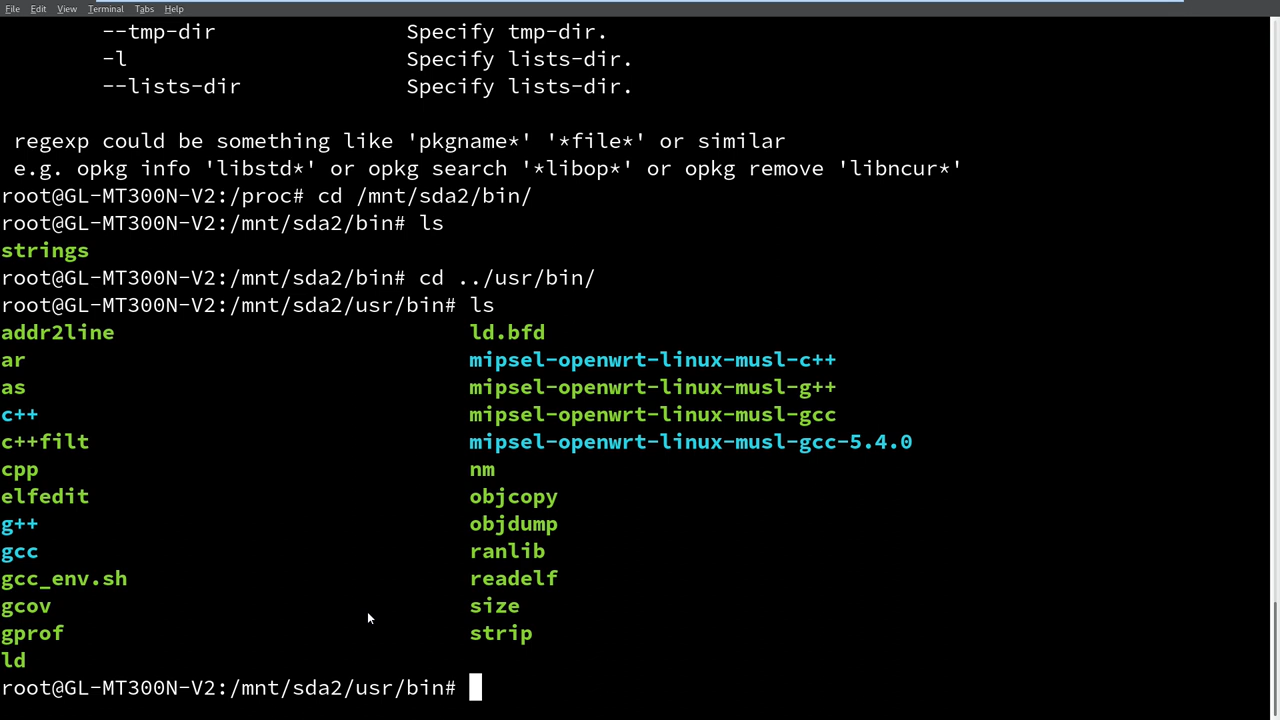 File Edit View Terminal Tabs Help
--tmp-dir Specify tmp-dir.
-l Specify lists-dir.
--lists-dir Specify lists-dir.
regexp could be something like 'pkgname*' '*file*' or similar
e.g. opkg info 'libstd*' or opkg search '*libop*' or opkg remove 'libncur*'
root@GL-MT300N-V2:/proc# cd /mnt/sda2/bin/
root@GL-MT300N-V2:/mnt/sda2/bin# ls
strings
root@GL-MT300N-V2:/mnt/sda2/bin# cd ../usr/bin/
root@GL-MT300N-V2:/mnt/sda2/usr/bin# ls
addr2line ld.bfd
ar mipsel-openwrt-linux-musl-c++
as mipsel-openwrt-linux-musl-g++
c++ mipsel-openwrt-linux-musl-gcc
c++filt mipsel-openwrt-linux-musl-gcc-5.4.0
cpp nm
elfedit objcopy
g++ objdump
gcc ranlib
gcc_env.sh readelf
gcov size
gprof strip
ld
root@GL-MT300N-V2:/mnt/sda2/usr/bin#